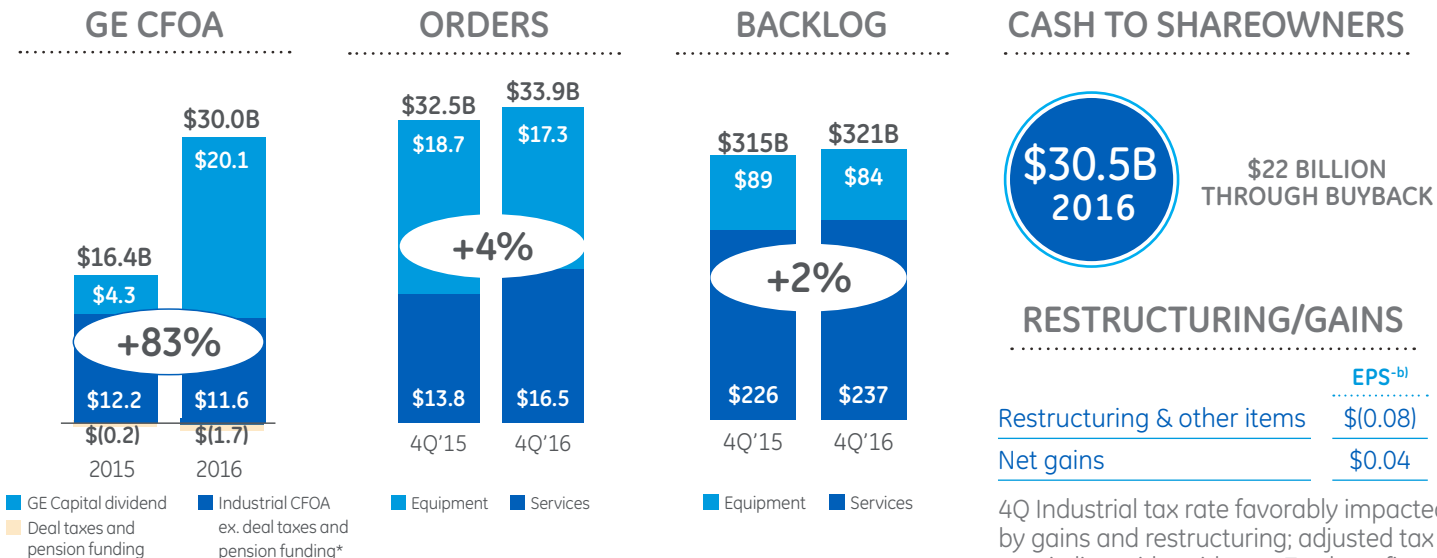 GE CFOA
$30.0B
$20.1
$16.4B
$4.3
+83%
$12.2
$11.6
$(0.2)
$(1.7)
2015
2016
GE Capital dividend
Industrial CFOA
ex. deal taxes and
pension funding*
Deal taxes and
pension funding
ORDERS
$32.5B
$33.9B
$18.7
$17.3
+4%
$13.8
$16.5
4Q'15
4Q'16
Equipment
Services
BACKLOG
$315B
$321B
$89
$84
+2%
$226
$237
4Q'15
4Q'16
Equipment
Services
CASH TO SHAREOWNERS
$30.5B
2016
$22 BILLION
THROUGH BUYBACK
RESTRUCTURING/GAINS
EPS-b)
Restructuring & other items $(0.08)
Net gains $0.04
4Q Industrial tax rate favorably impacted
by gains and restructuring; adjusted tax